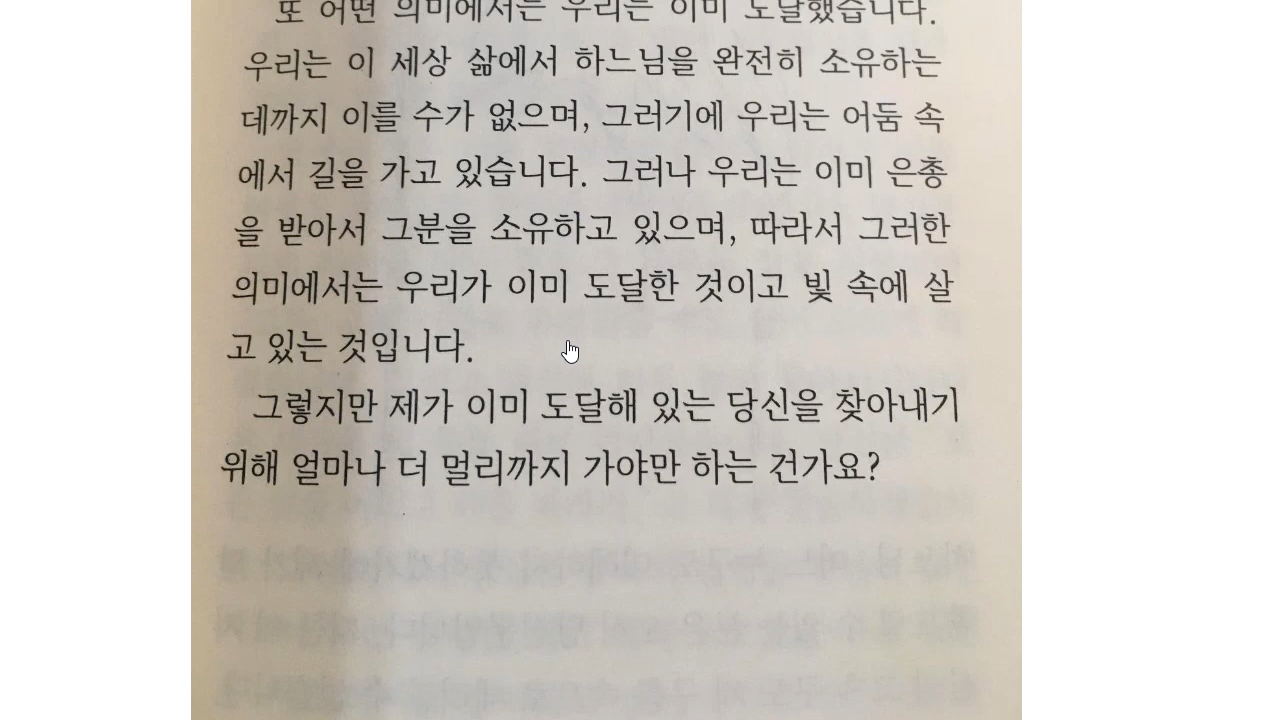 또 어떤 의미에서는 우리는 이미 도달했습니다.
우리는 이 세상 삶에서 하느님을 완전히 소유하는
데까지 이를 수가 없으며, 그러기에 우리는 어둠 속
에서 길을 가고 있습니다. 그러나 우리는 이미 은총
을 받아서 그분을 소유하고 있으며, 따라서 그러한
의미에서는 우리가 이미 도달한 것이고 빛 속에 살
고 있는 것입니다.
그렇지만 제가 이미 도달해 있는 당신을 찾아내기
위해 얼마나 더 멀리까지 가야만 하는 건가요?